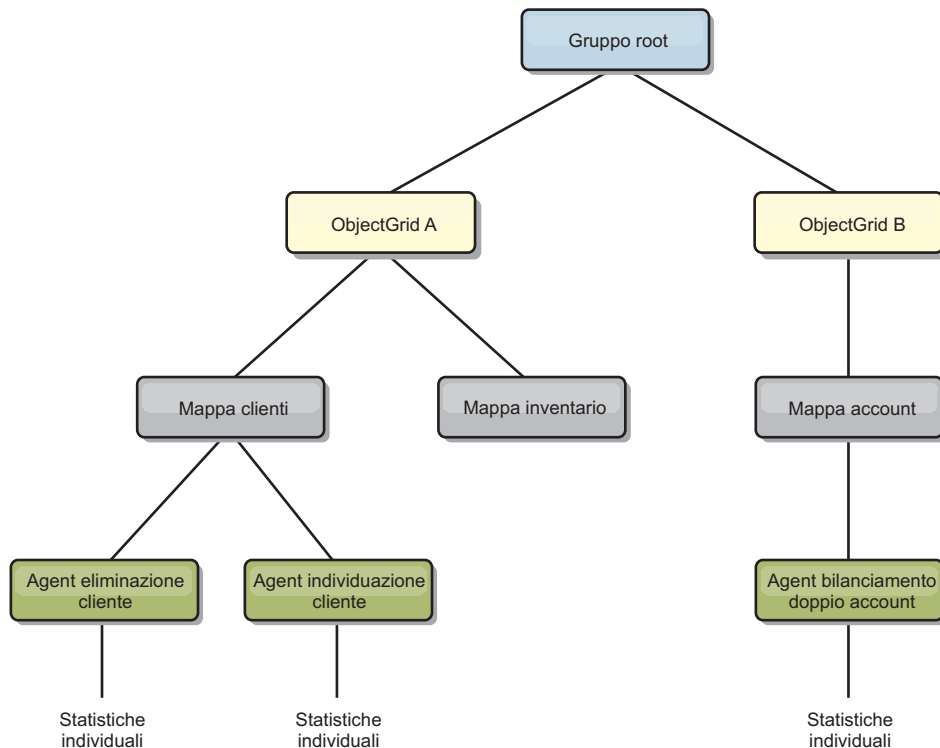 Gruppo root
ObjectGrid A
ObjectGrid B
Mappa clienti
Mappa inventario
Mappa account
Agent eliminazione
cliente
Agent individuazione
cliente
Agent bilanciamento
doppio account
Statistiche
individuali
Statistiche
individuali
Statistiche
individuali